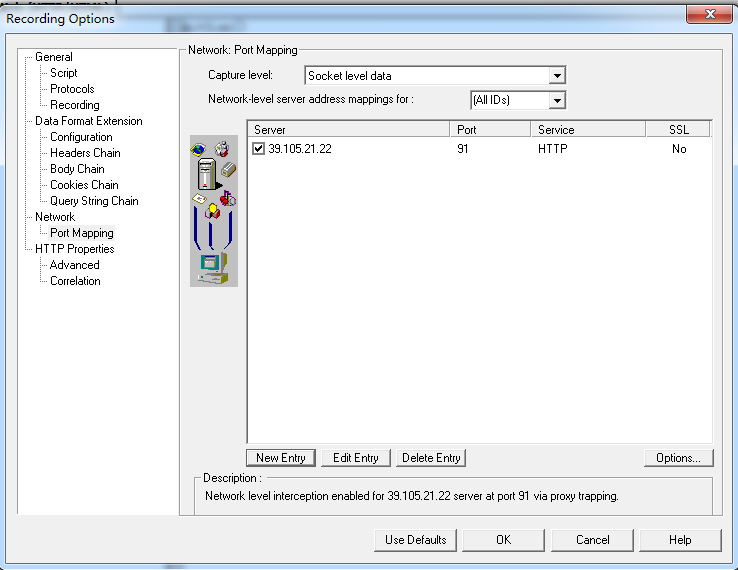 Recording Options
General
Script
Protocols
Recording
Data Format Extension
Configuration
Headers Chain
Body Chain
Cookies Chain
Query String Chain
Network
Port Mapping
HTTP Properties
Advanced
Correlation
Network: Port Mapping
Capture level: Socket level data
Network-level server address mappings for : (All IDs)
Server Port Service SSL
39.105.21.22 91 HTTP No
New Entry Edit Entry Delete Entry Options...
Description :
Network level interception enabled for 39.105.21.22 server at port 91 via proxy trapping.
Use Defaults OK Cancel Help